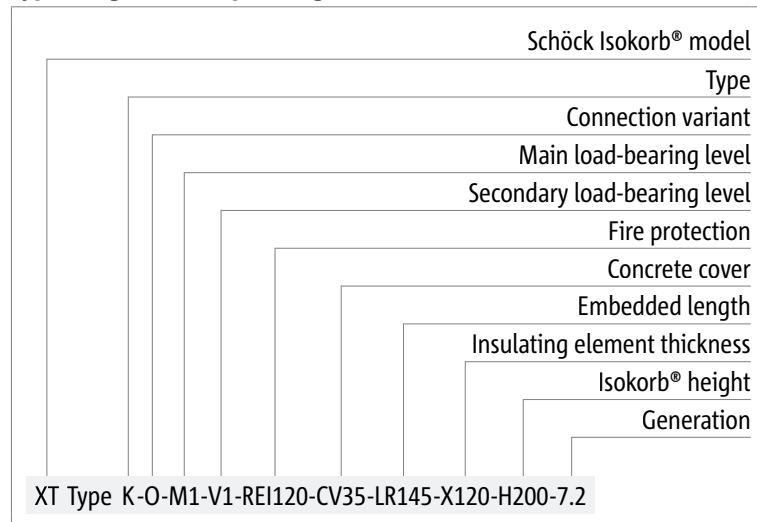 Schöck Isokorb® model
Type
Connection variant
Main load-bearing level
Secondary load-bearing level
Fire protection
Concrete cover
Embedded length
Insulating element thickness
Isokorb® height
Generation
XT Type K-O-M1-V1-REI120-CV35-LR145-X120-H200-7.2